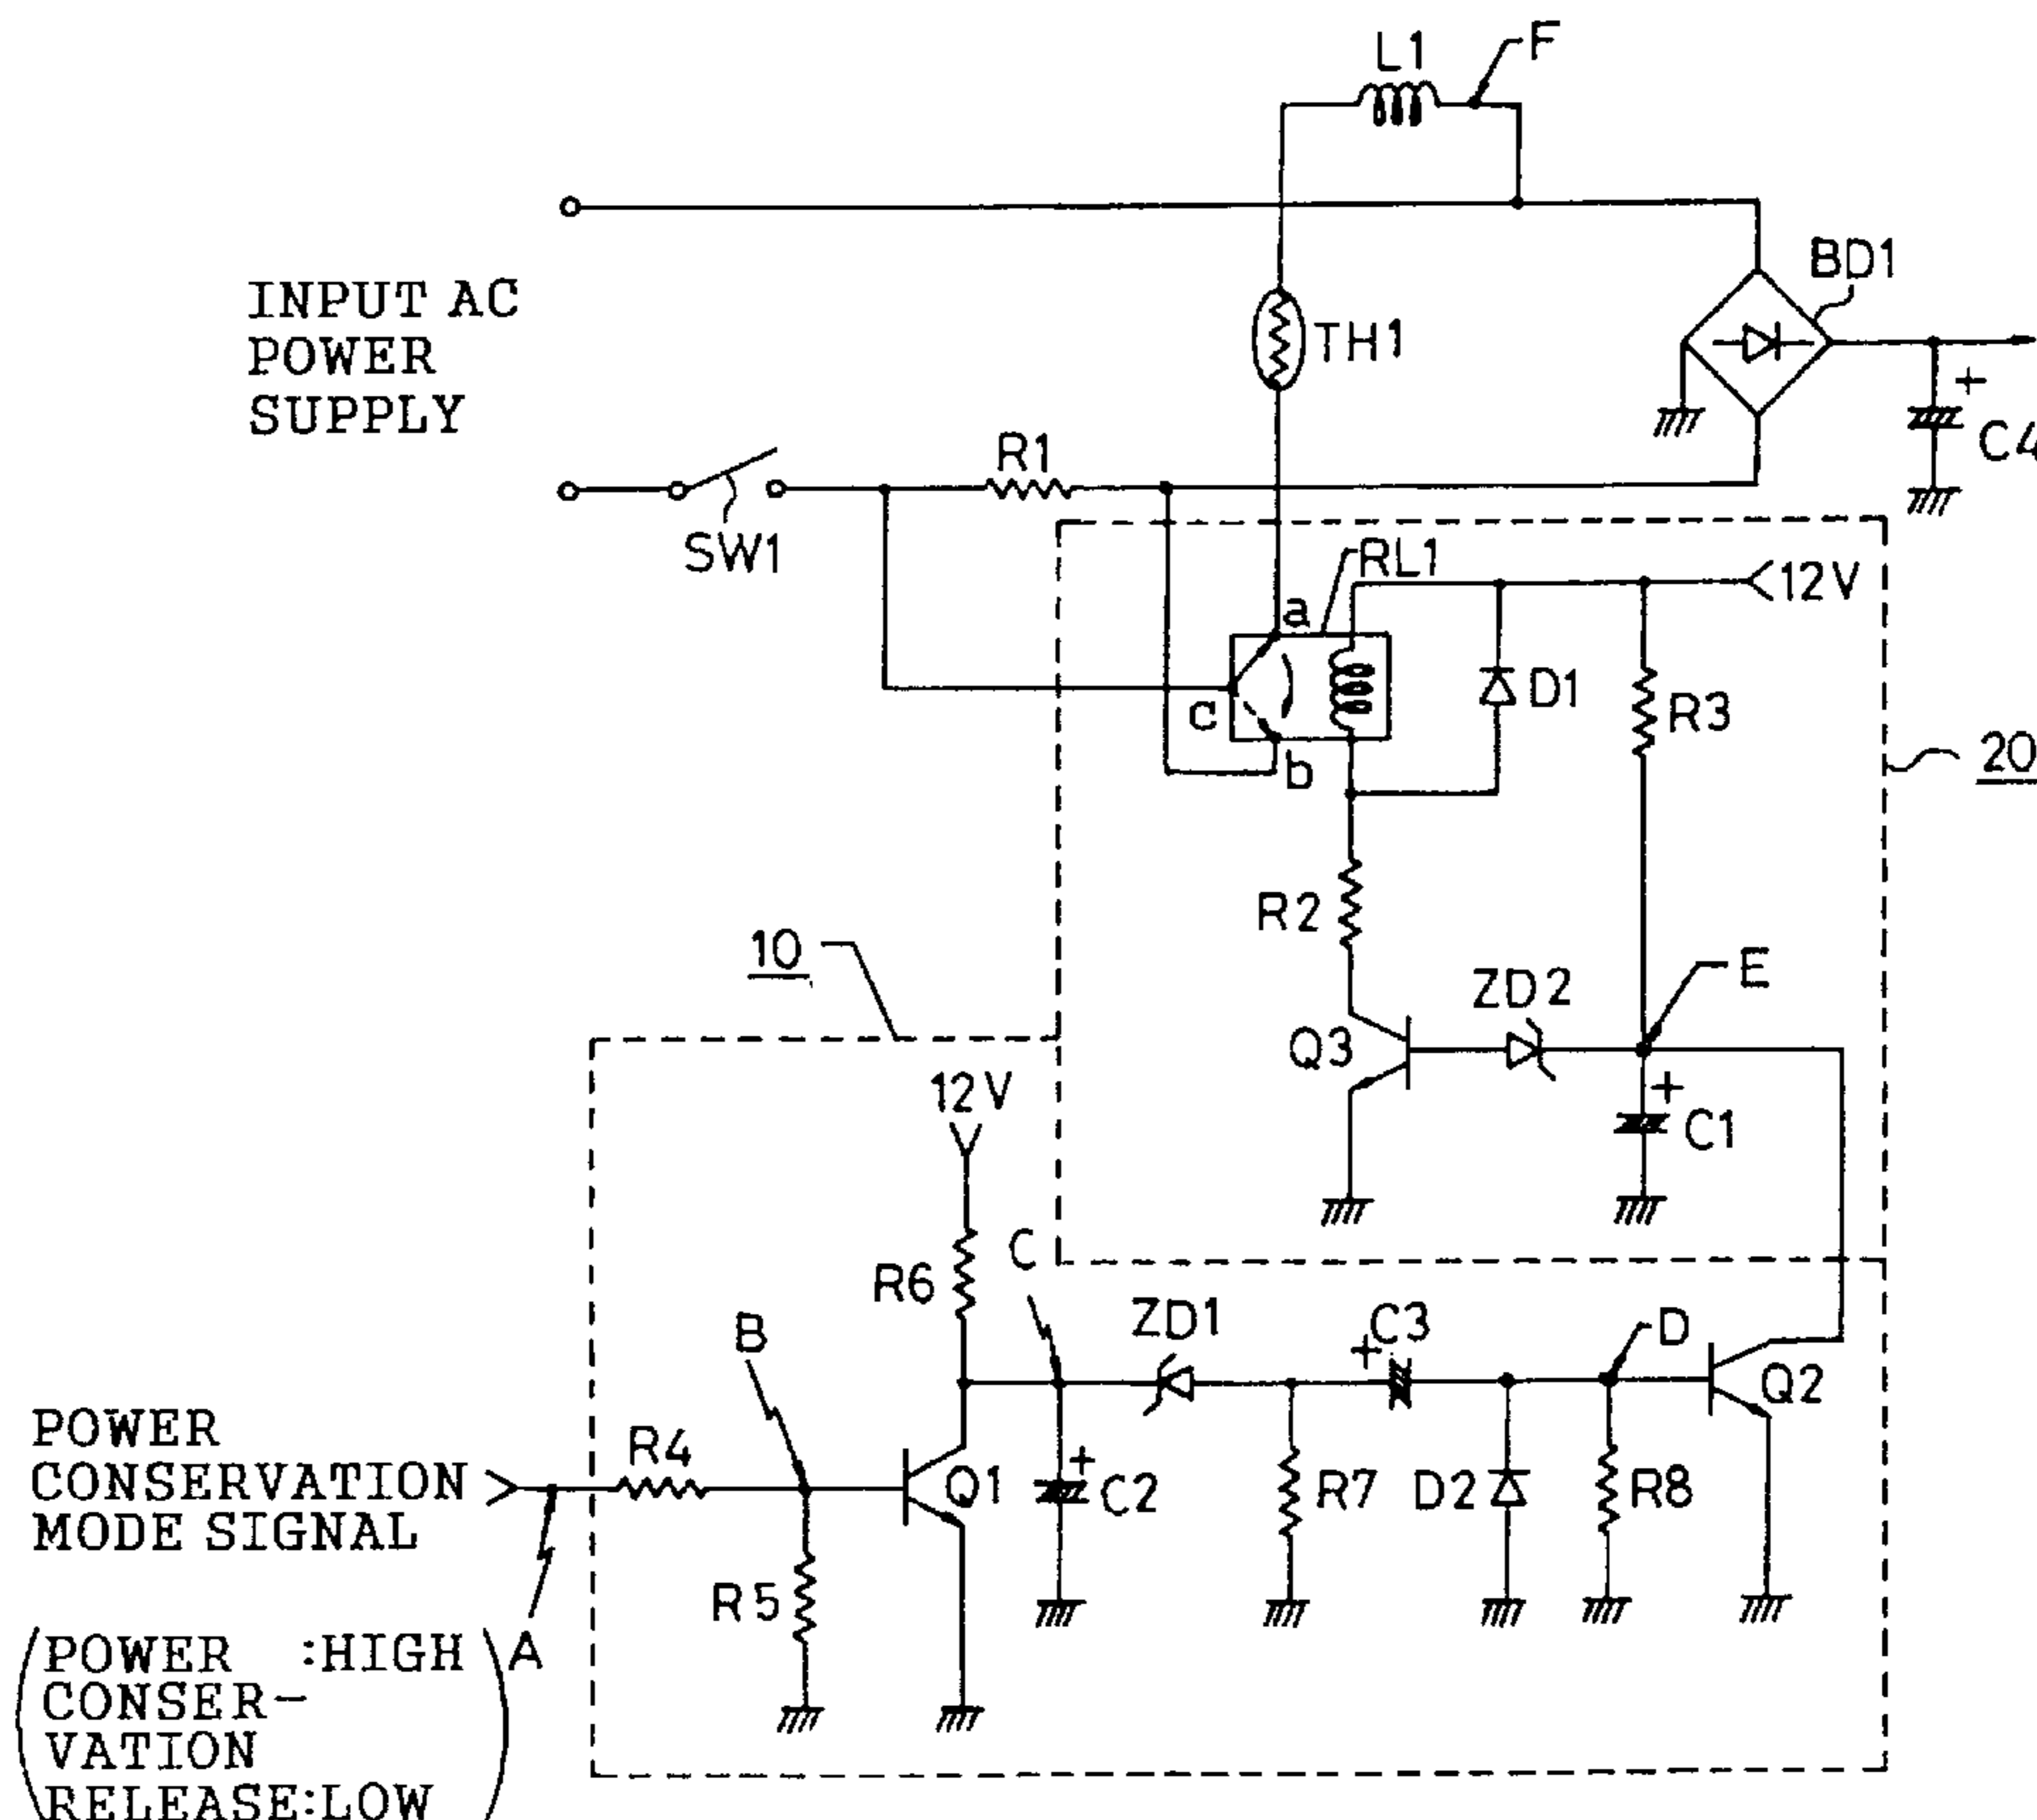 L1
F
INPUT AC
POWER
SUPPLY
BD1
TH1
+
C4
R1
SW1
RL1
12V
a
c
b
D1
R3
20
R2
10
ZD2
E
Q3
+
C1
12V
R6
C
ZD1
+
C3
D
Q2
B
POWER
CONSERVATION
MODE SIGNAL
R4
Q1
+
C2
R7
D2
R8
R5
A
POWER :HIGH
CONSER-
VATION
RELEASE:LOW